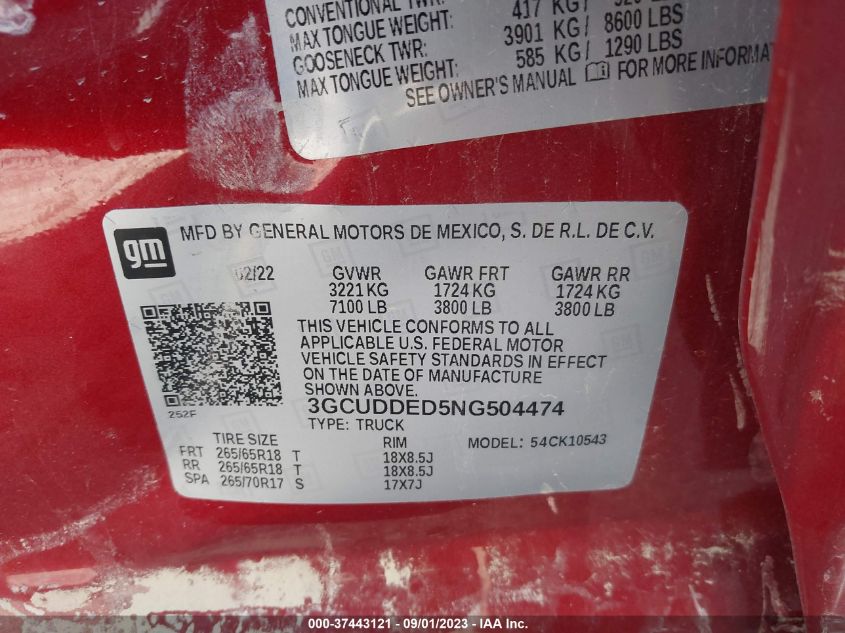 CONVENTIONAL TWR: 417 KG/
MAX TONGUE WEIGHT: 3901 KG/ 8600 LBS
GOOSENECK TWR: 585 KG/ 1290 LBS
MAX TONGUE WEIGHT:
SEE OWNER'S MANUAL FOR MORE INFORMAT
gm MFD BY GENERAL MOTORS DE MEXICO, S. DE R.L. DE C.V.
02/22 GVWR GAWR FRT GAWR RR
3221 KG 1724 KG 1724 KG
7100 LB 3800 LB 3800 LB
THIS VEHICLE CONFORMS TO ALL
APPLICABLE U.S. FEDERAL MOTOR
VEHICLE SAFETY STANDARDS IN EFFECT
ON THE DATE OF MANUFACTURE
SHOWN ABOVE.
252F 3GCUDDED5NG504474
TYPE: TRUCK
TIRE SIZE RIM MODEL: 54CK10543
FRT 265/65R18 T 18X8.5J
RR 265/65R18 T 18X8.5J
SPA 265/70R17 S 17X7J
000-37443121 - 09/01/2023 - IAA Inc.